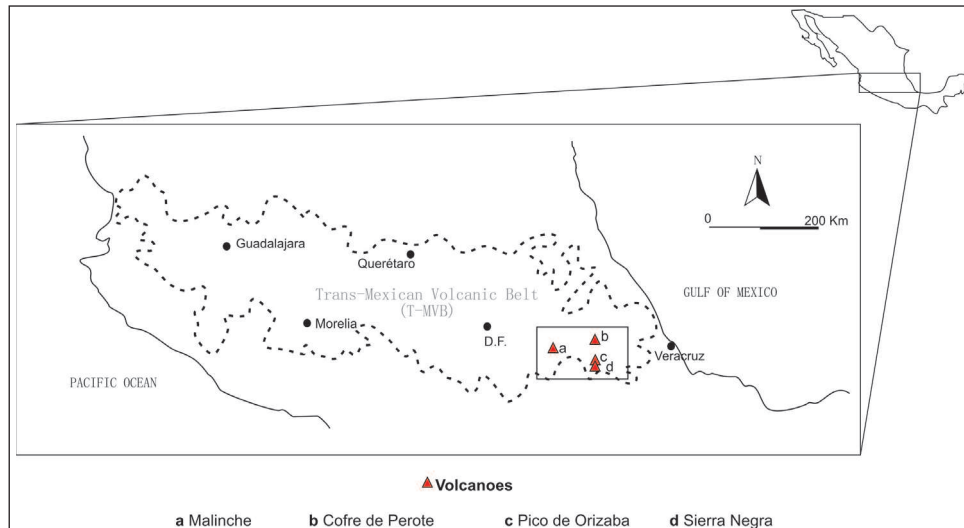 N
0
200 Km
Guadalajara
Querétaro
GULF OF MEXICO
Trans-Mexican Volcanic Belt
(T-MVB)
Morelia
D.F.
b
a
Veracruz
c
d
PACIFIC OCEAN
Volcanoes
a Malinche b Cofre de Perote c Pico de Orizaba d Sierra Negra